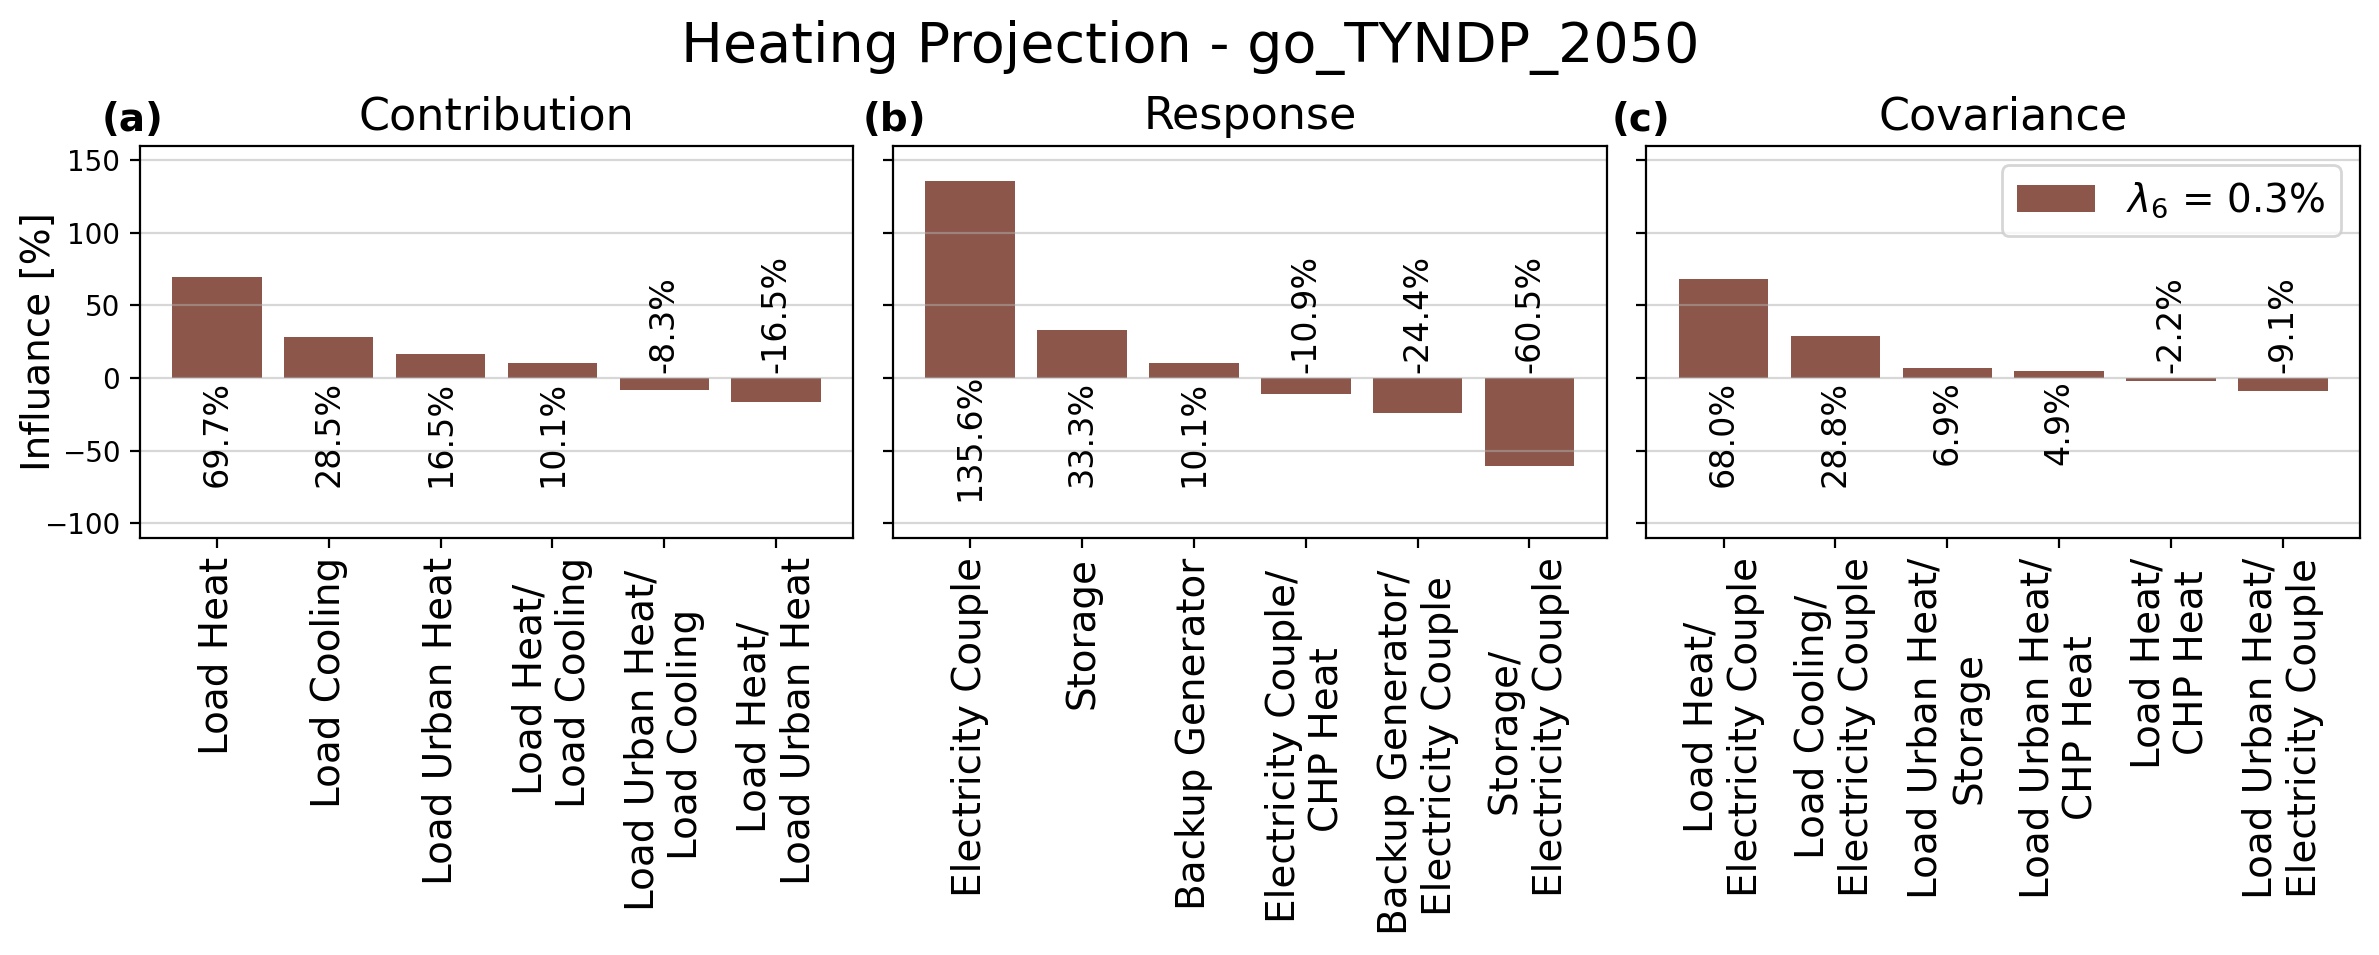 Heating Projection - go_TYNDP_2050
(a)
Contribution
Influance [%]
150
100
50
0
−50
−100
69.7%
28.5%
16.5%
10.1%
-8.3%
-16.5%
Load Heat
Load Cooling
Load Urban Heat
Load Heat/
Load Cooling
Load Urban Heat/
Load Cooling
Load Heat/
Load Urban Heat
(b)
Response
135.6%
33.3%
10.1%
-10.9%
-24.4%
-60.5%
Electricity Couple
Storage
Backup Generator
Electricity Couple/
CHP Heat
Backup Generator/
Electricity Couple
Storage/
Electricity Couple
(c)
Covariance
λ6 = 0.3%
68.0%
28.8%
6.9%
4.9%
-2.2%
-9.1%
Load Heat/
Electricity Couple
Load Cooling/
Electricity Couple
Load Urban Heat/
Storage
Load Urban Heat/
CHP Heat
Load Heat/
CHP Heat
Load Urban Heat/
Electricity Couple